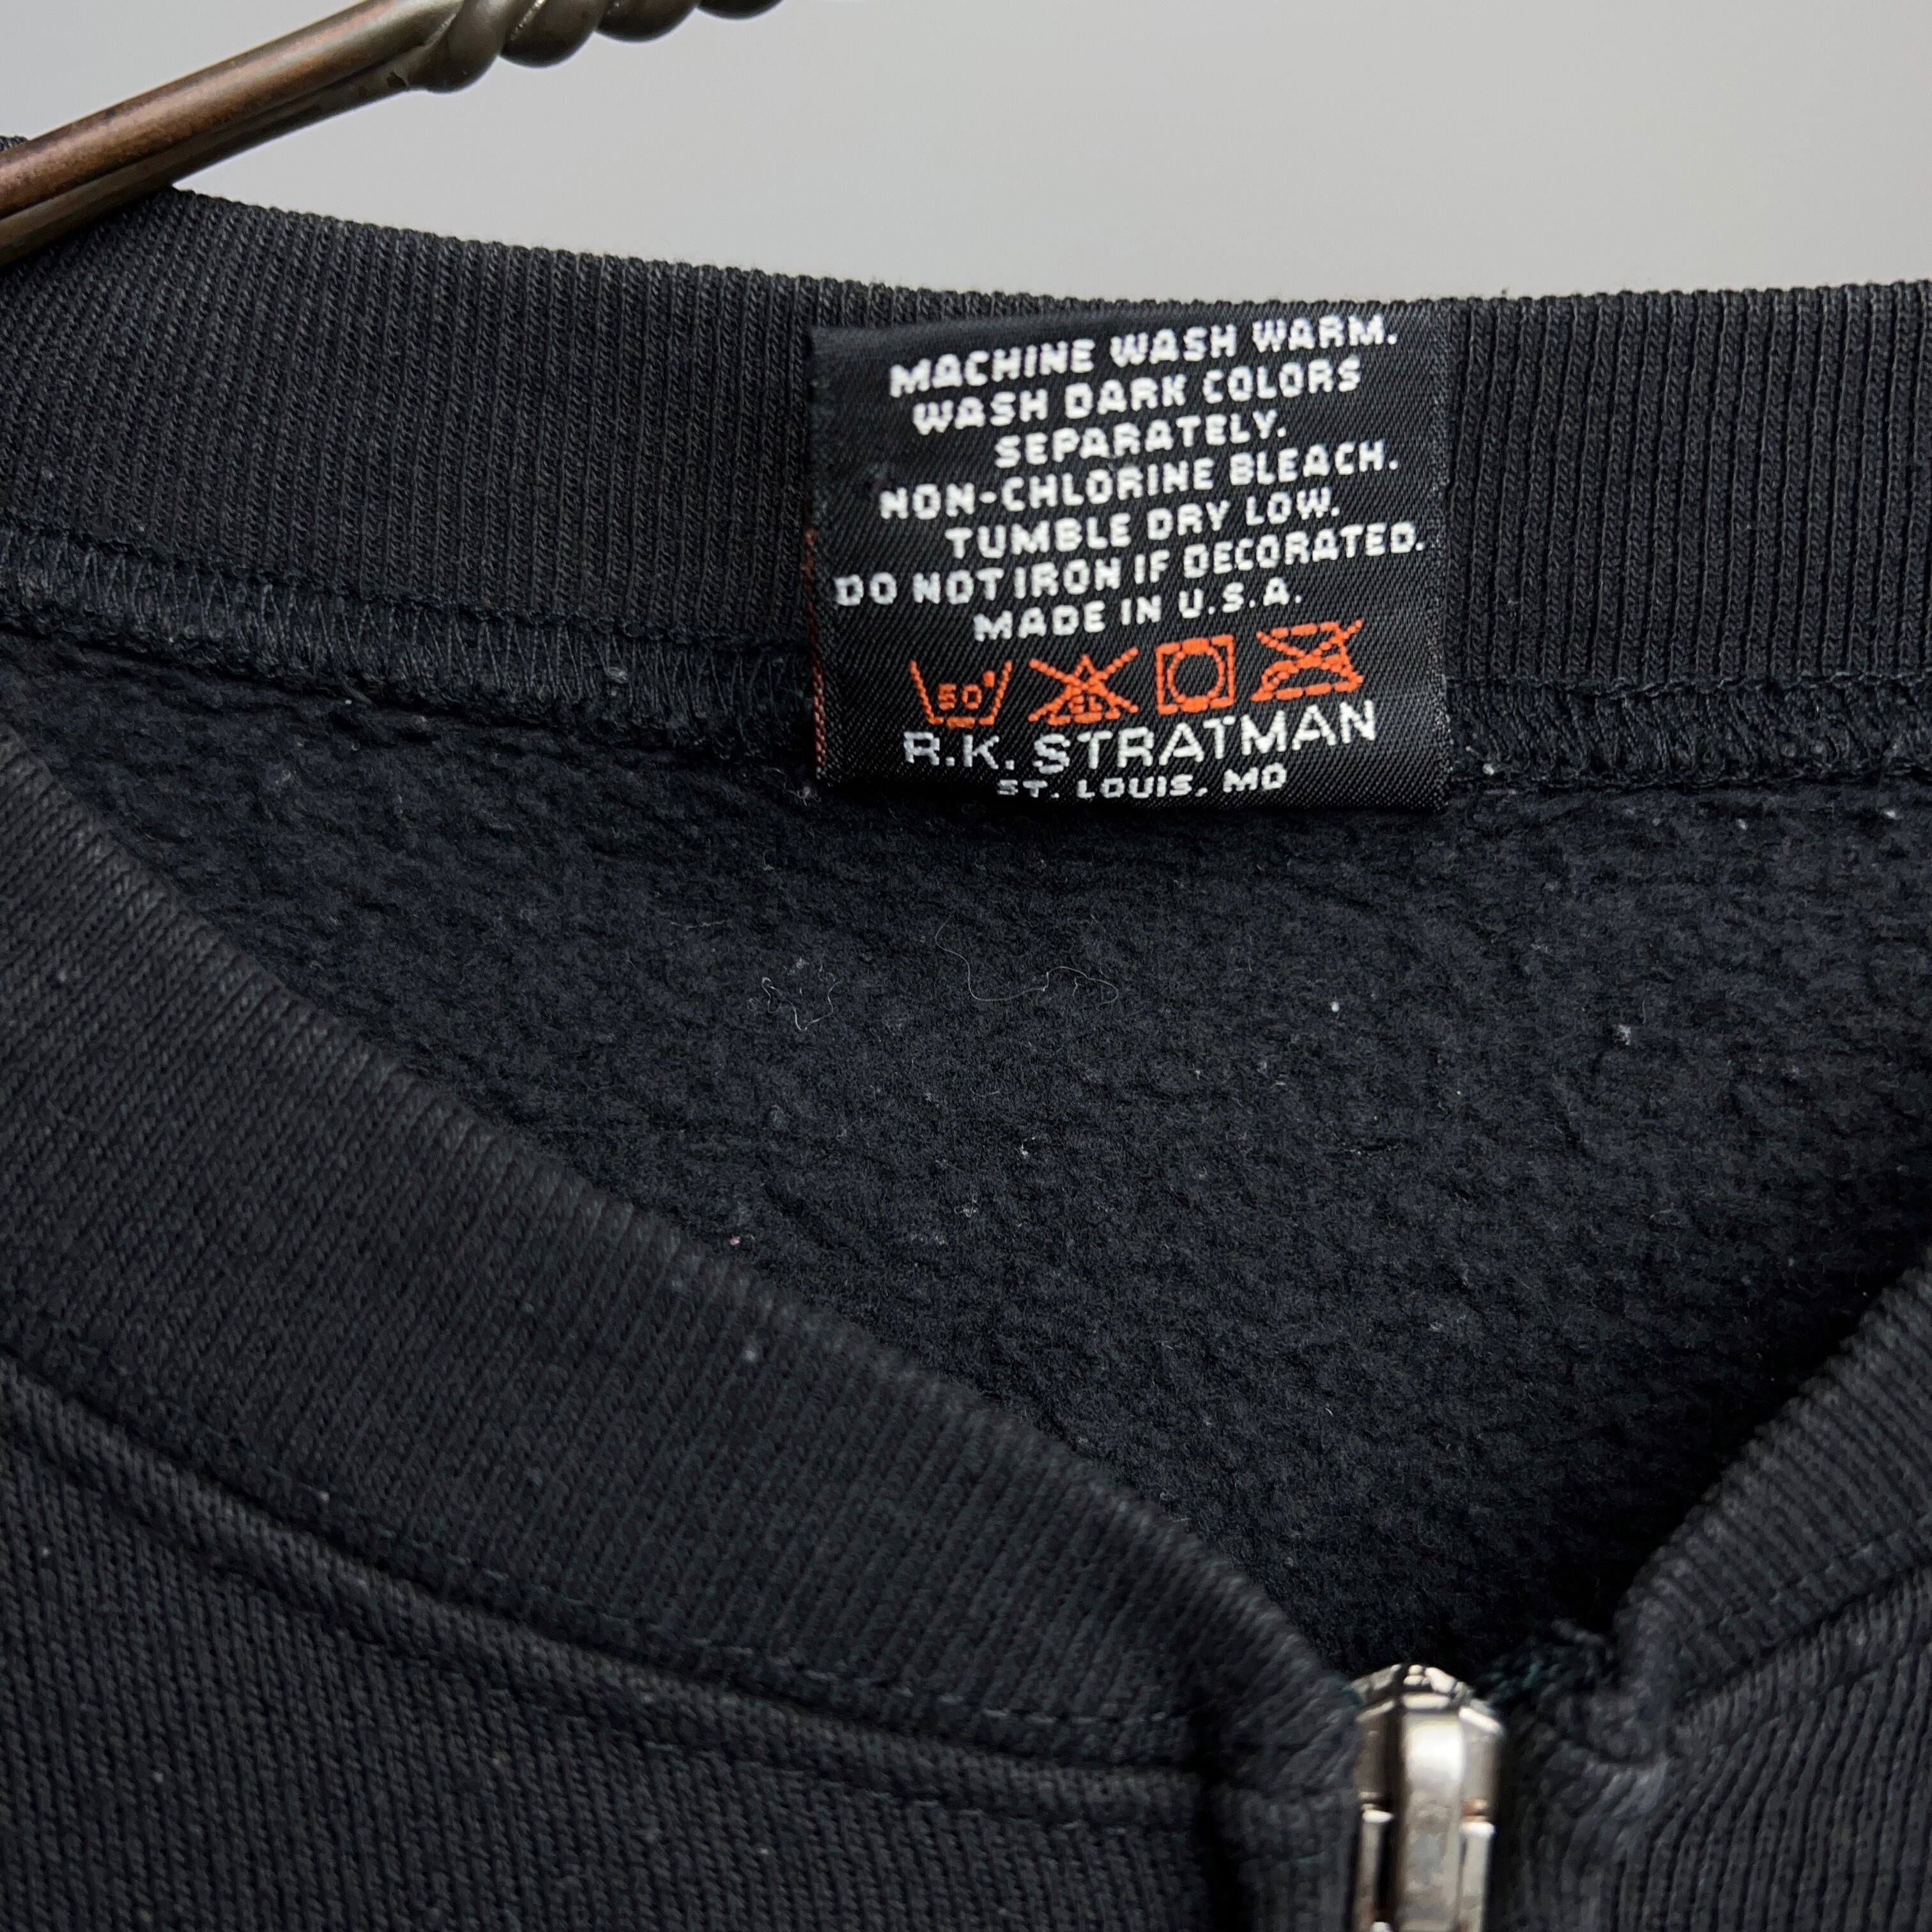 MACHINE WASH WARM.
WASH DARK COLORS
SEPARATELY.
NON-CHLORINE BLEACH.
TUMBLE DRY LOW.
DO NOT IRON IF DECORATED.
MADE IN U.S.A.
50° CL
R.K. STRATMAN
ST. LOUIS, MO